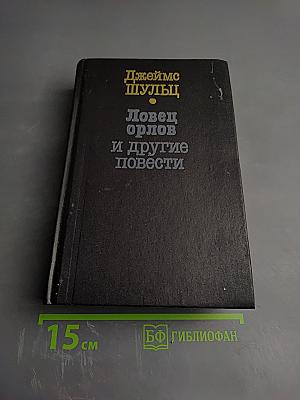 Джеймс
ШУЛЬЦ
Ловец
орлов
и другие
повести
15 см
БФ БИБЛИОФАН